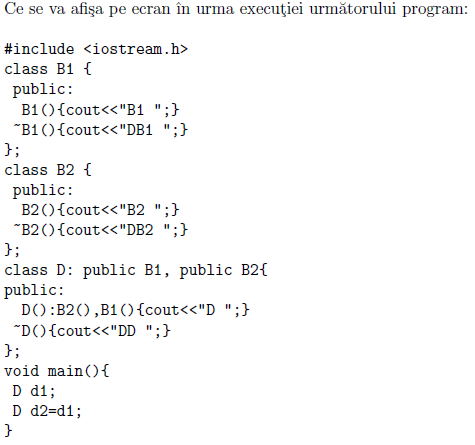 Ce se va afişa pe ecran în urma execuţiei următorului program:
#include <iostream.h>
class B1 {
 public:
  B1(){cout<<"B1 ";}
 ~B1(){cout<<"DB1 ";}
};
class B2 {
 public:
  B2(){cout<<"B2 ";}
 ~B2(){cout<<"DB2 ";}
};
class D: public B1, public B2{
public:
  D():B2(),B1(){cout<<"D ";}
 ~D(){cout<<"DD ";}
};
void main(){
 D d1;
 D d2=d1;
}